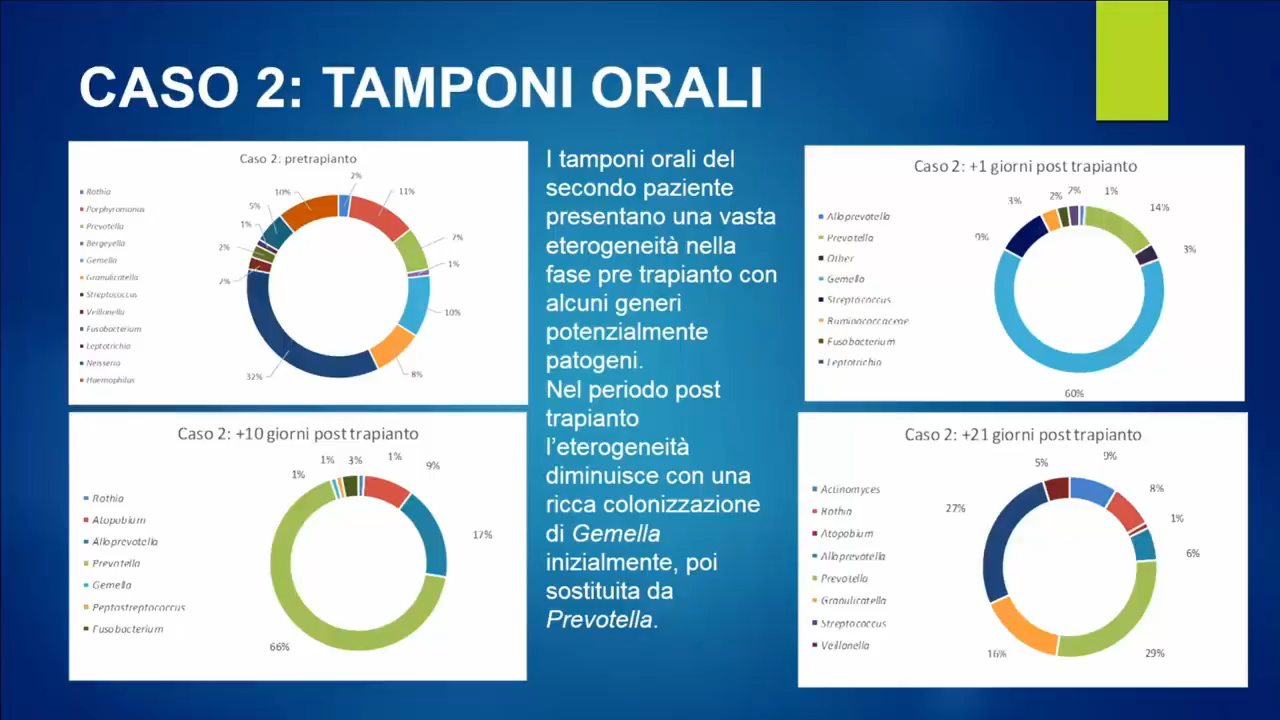 CASO 2: TAMPONI ORALI
Caso 2: pretrapianto
Rothia
Porphyromonas
Prevotella
Bergeyella
Gemella
Granulicatella
Streptococcus
Veillonella
Fusobacterium
Leptotrichia
Neisseria
Haemophilus
2%
11%
7%
1%
10%
8%
32%
2%
2%
1%
5%
10%
I tamponi orali del
secondo paziente
presentano una vasta
eterogeneità nella
fase pre trapianto con
alcuni generi
potenzialmente
patogeni.
Nel periodo post
trapianto
l’eterogeneità
diminuisce con una
ricca colonizzazione
di Gemella
inizialmente, poi
sostituita da
Prevotella.
Caso 2: +1 giorni post trapianto
Alloprevotella
Prevotella
Other
Gemella
Streptococcus
Ruminococcaceae
Fusobacterium
Leptotrichia
1%
14%
3%
60%
9%
3%
2%
2%
Caso 2: +10 giorni post trapianto
Rothia
Atopobium
Alloprevotella
Prevotella
Gemella
Peptostreptococcus
Fusobacterium
1%
9%
17%
66%
1%
1%
3%
Caso 2: +21 giorni post trapianto
Actinomyces
Rothia
Atopobium
Alloprevotella
Prevotella
Granulicatella
Streptococcus
Veillonella
9%
8%
1%
6%
29%
16%
27%
5%